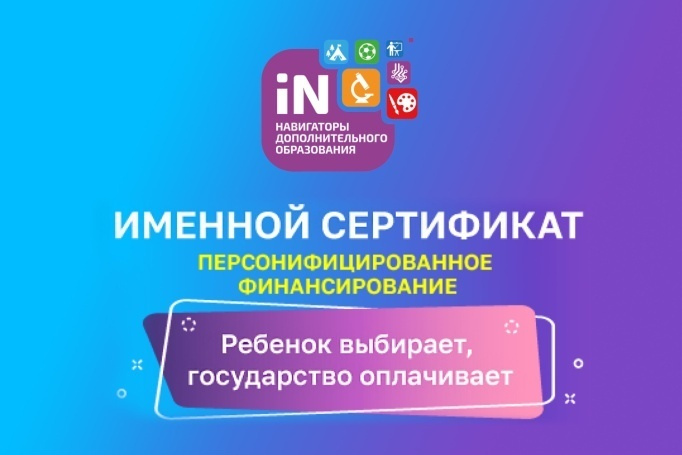 iN
НАВИГАТОРЫ
ДОПОЛНИТЕЛЬНОГО
ОБРАЗОВАНИЯ
ИМЕННОЙ СЕРТИФИКАТ
ПЕРСОНИФИЦИРОВАННОЕ
ФИНАНСИРОВАНИЕ
Ребенок выбирает,
государство оплачивает